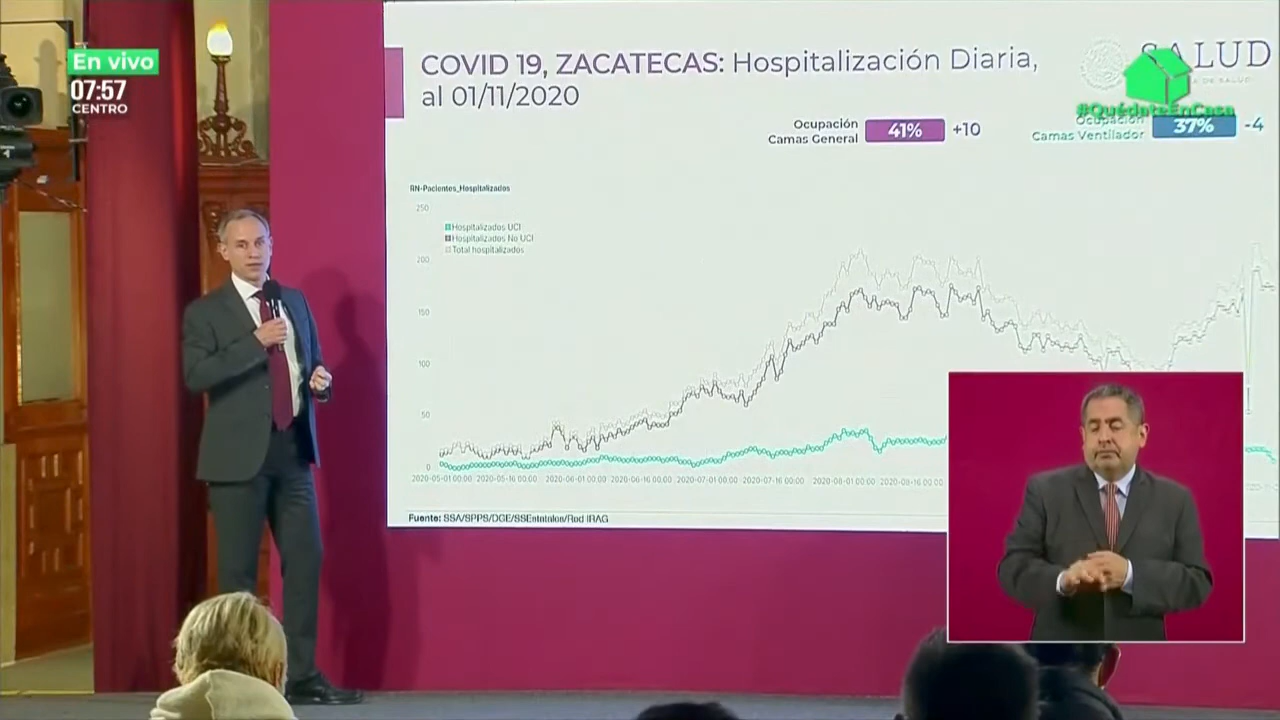 En vivo
07:57
CENTRO
COVID 19, ZACATECAS: Hospitalización Diaria,
al 01/11/2020
SALUD
#QuédateEnCasa
Ocupación
Camas General
41% +10
Ocupación
Camas Ventilador
37% -4
RN-Pacientes_Hospitalizados
250
Hospitalizados UCI
Hospitalizados No UCI
Total hospitalizados
200
150
100
50
0
2020-05-01 00:00 2020-05-16 00:00 2020-06-01 00:00 2020-06-16 00:00 2020-07-01 00:00 2020-07-16 00:00 2020-08-01 00:00 2020-08-16 00:00
Fuente: SSA/SPPS/DGE/SSEstatales/Red IRAG